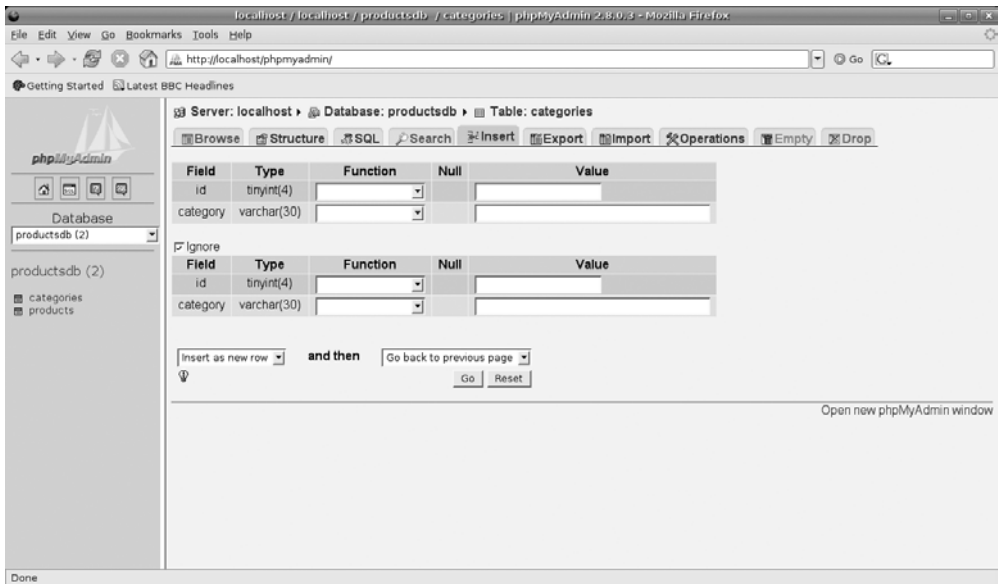 localhost / localhost / productsdb / categories | phpMyAdmin 2.8.0.3 - Mozilla Firefox
File Edit View Go Bookmarks Tools Help
http://localhost/phpmyadmin/
Go
Getting Started Latest BBC Headlines
phpMyAdmin
Database
productsdb (2)
productsdb (2)
categories
products
Server: localhost Database: productsdb Table: categories
Browse Structure SQL Search Insert Export Import Operations Empty Drop
Field Type Function Null Value
id tinyint(4)
category varchar(30)
Ignore
Field Type Function Null Value
id tinyint(4)
category varchar(30)
Insert as new row and then Go back to previous page
Go Reset
Open new phpMyAdmin window
Done